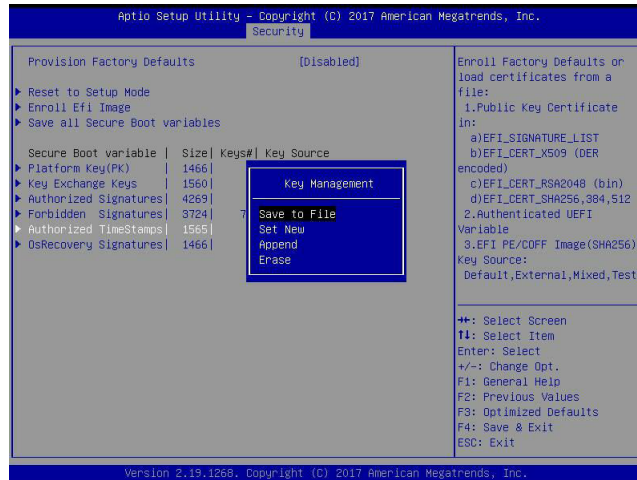 Aptio Setup Utility – Copyright (C) 2017 American Megatrends, Inc.
Security
Provision Factory Defaults [Disabled]
Reset to Setup Mode
Enroll Efi Image
Save all Secure Boot variables
Secure Boot variable | Size| Keys#| Key Source
Platform Key(PK) | 1466|
Key Exchange Keys | 1560|
Authorized Signatures| 4269|
Forbidden Signatures| 3724| 7
Authorized TimeStamps| 1565|
OsRecovery Signatures| 1466|
Key Management
Save to File
Set New
Append
Erase
Enroll Factory Defaults or
load certificates from a
file:
1.Public Key Certificate
in:
a)EFI_SIGNATURE_LIST
b)EFI_CERT_X509 (DER
encoded)
c)EFI_CERT_RSA2048 (bin)
d)EFI_CERT_SHA256,384,512
2.Authenticated UEFI
Variable
3.EFI PE/COFF Image(SHA256)
Key Source:
Default,External,Mixed,Test
→←: Select Screen
↑↓: Select Item
Enter: Select
+/-: Change Opt.
F1: General Help
F2: Previous Values
F3: Optimized Defaults
F4: Save & Exit
ESC: Exit
Version 2.19.1268. Copyright (C) 2017 American Megatrends, Inc.